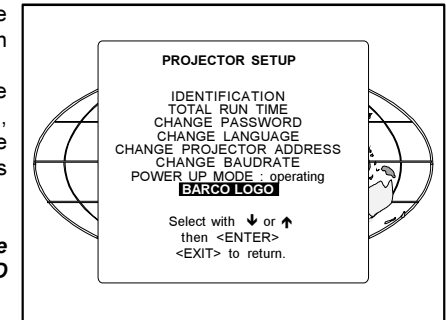 e
n
e
,
e
s
e
D
PROJECTOR SETUP
IDENTIFICATION
TOTAL RUN TIME
CHANGE PASSWORD
CHANGE LANGUAGE
CHANGE PROJECTOR ADDRESS
CHANGE BAUDRATE
POWER UP MODE : operating
BARCO LOGO
Select with ↓ or ↑
then <ENTER>
<EXIT> to return.